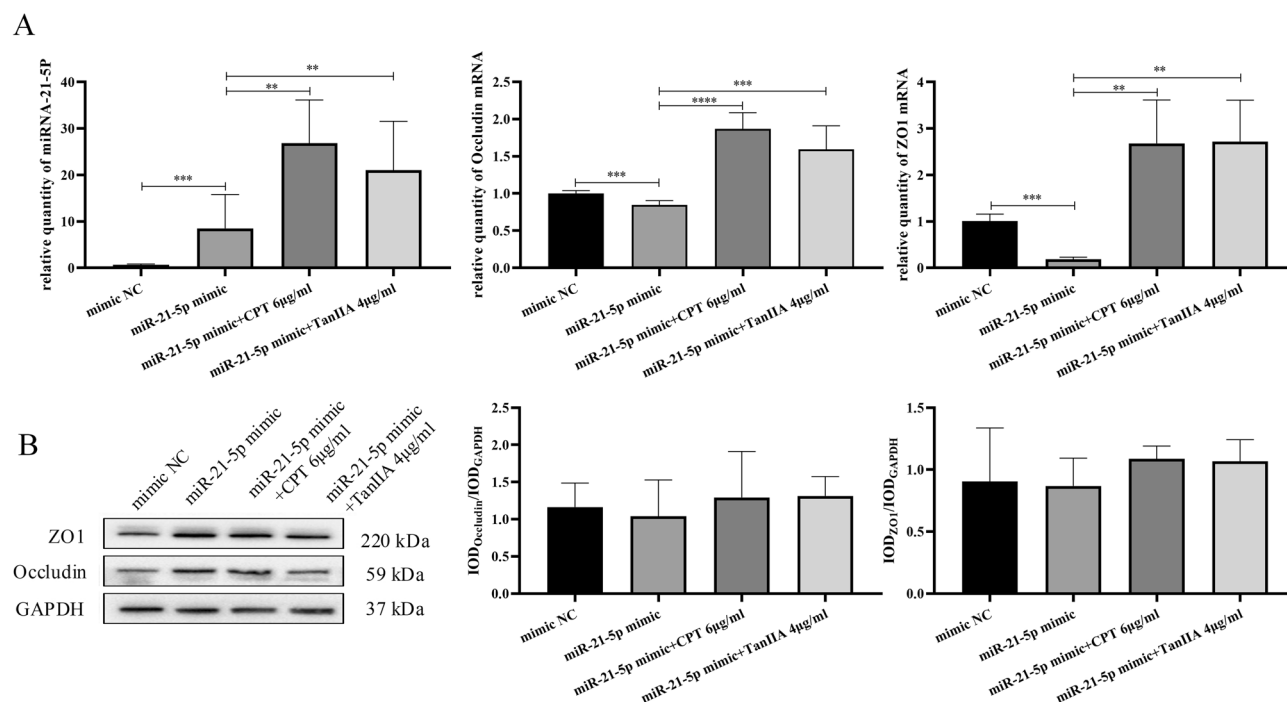 A
relative quantity of miRNA-21-5P
40
30
20
10
0
**
**
***
mimic NC
miR-21-5p mimic
miR-21-5p mimic+CPT 6μg/ml
miR-21-5p mimic+TanIIA 4μg/ml
relative quantity of Occludin mRNA
2.5
2.0
1.5
1.0
0.5
0.0
***
****
***
mimic NC
miR-21-5p mimic
miR-21-5p mimic+CPT 6μg/ml
miR-21-5p mimic+TanIIA 4μg/ml
relative quantity of ZO1 mRNA
4
3
2
1
0
**
**
***
mimic NC
miR-21-5p mimic
miR-21-5p mimic+CPT 6μg/ml
miR-21-5p mimic+TanIIA 4μg/ml
B
mimic NC
miR-21-5p mimic
miR-21-5p mimic
+CPT 6μg/ml
miR-21-5p mimic
+TanIIA 4μg/ml
ZO1 220 kDa
Occludin 59 kDa
GAPDH 37 kDa
IODOccludin/IODGAPDH
2.5
2.0
1.5
1.0
0.5
0.0
mimic NC
miR-21-5p mimic
miR-21-5p mimic+CPT 6μg/ml
miR-21-5p mimic+TanIIA 4μg/ml
IODZO1/IODGAPDH
1.5
1.0
0.5
0.0
mimic NC
miR-21-5p mimic
miR-21-5p mimic+CPT 6μg/ml
miR-21-5p mimic+TanIIA 4μg/ml